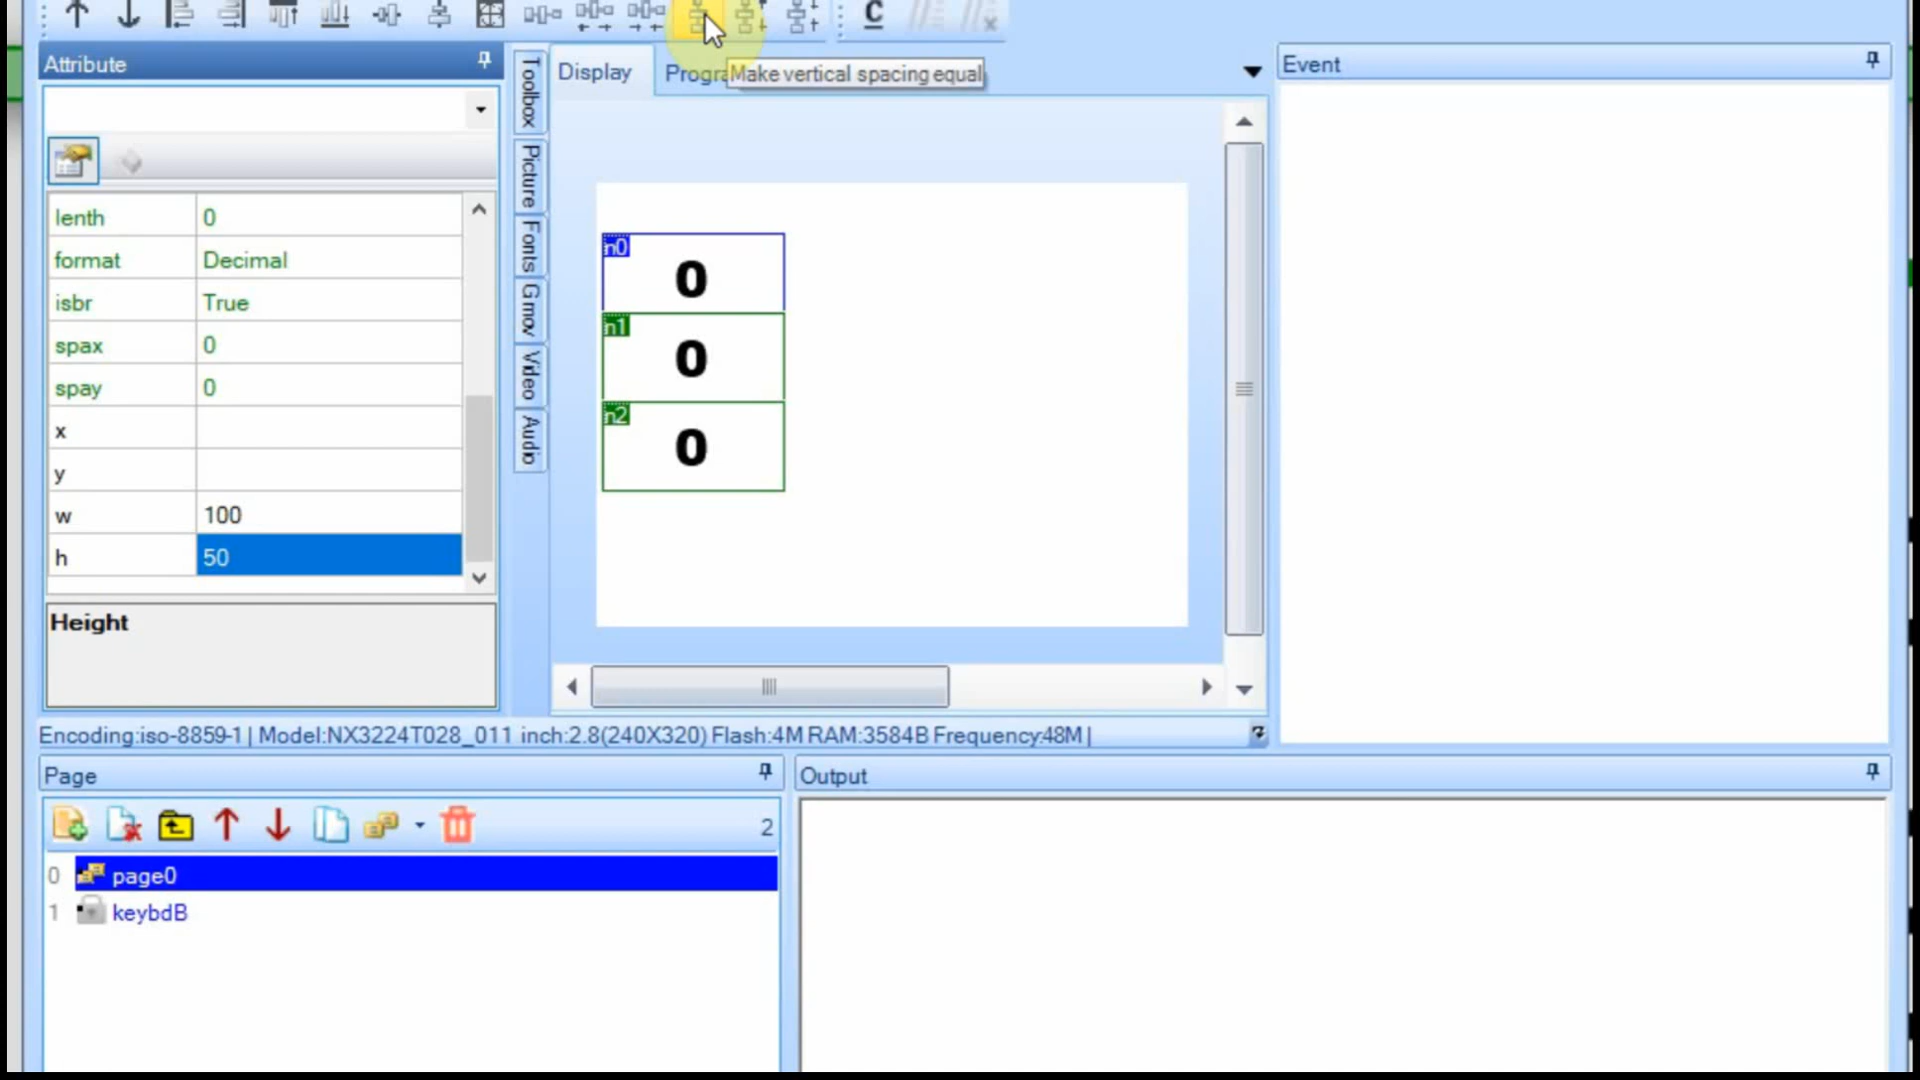 C
Attribute
Toolbox
Picture
Fonts
Gmov
Video
Audio
Display
Progra
Make vertical spacing equal
Event
lenth 0
format Decimal
isbr True
spax 0
spay 0
x
y
w 100
h 50
Height
n0
0
n1
0
n2
0
Encoding:iso-8859-1 | Model:NX3224T028_011 inch:2.8(240X320) Flash:4M RAM:3584B Frequency:48M |
Page
2
0 page0
1 keybdB
Output